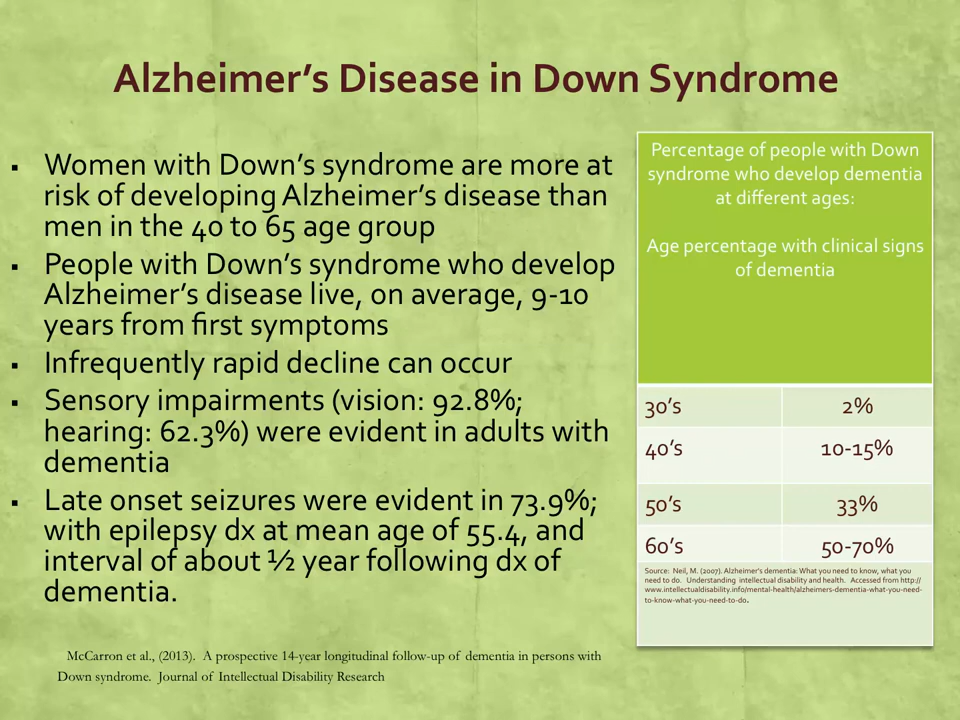 Alzheimer’s Disease in Down Syndrome
▪ Women with Down’s syndrome are more at
risk of developing Alzheimer’s disease than
men in the 40 to 65 age group
▪ People with Down’s syndrome who develop
Alzheimer’s disease live, on average, 9-10
years from first symptoms
▪ Infrequently rapid decline can occur
▪ Sensory impairments (vision: 92.8%;
hearing: 62.3%) were evident in adults with
dementia
▪ Late onset seizures were evident in 73.9%;
with epilepsy dx at mean age of 55.4, and
interval of about ½ year following dx of
dementia.
McCarron et al., (2013). A prospective 14-year longitudinal follow-up of dementia in persons with
Down syndrome. Journal of Intellectual Disability Research
Percentage of people with Down
syndrome who develop dementia
at different ages:
Age percentage with clinical signs
of dementia
30’s 2%
40’s 10-15%
50’s 33%
60’s 50-70%
Source: Neil, M. (2007). Alzheimer's dementia: What you need to know, what you
need to do. Understanding intellectual disability and health. Accessed from http://
www.intellectualdisability.info/mental-health/alzheimers-dementia-what-you-need-
to-know-what-you-need-to-do.